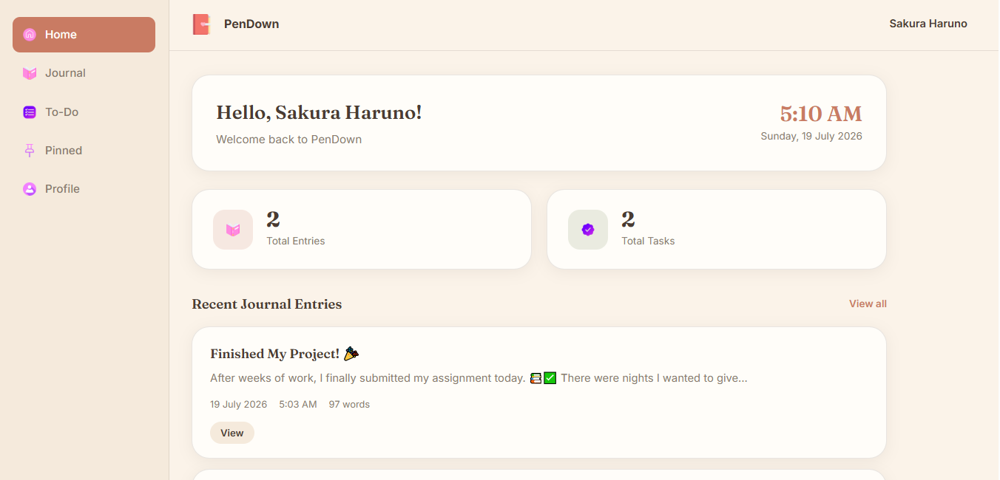 Home
Journal
To-Do
Pinned
Profile
PenDown
Sakura Haruno
Hello, Sakura Haruno!
Welcome back to PenDown
5:10 AM
Sunday, 19 July 2026
2
Total Entries
2
Total Tasks
Recent Journal Entries
View all
Finished My Project! 🎉
After weeks of work, I finally submitted my assignment today. 📚✅ There were nights I wanted to give...
19 July 2026 5:03 AM 97 words
View